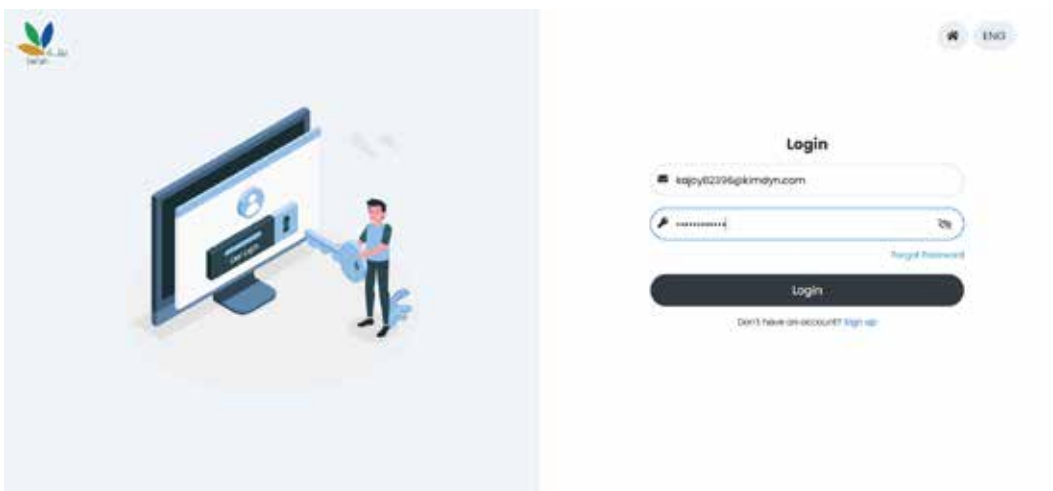 ENG
Login
kajoy82396@kimdyn.com
Forgot Password
Login
Don't have an account? Sign up